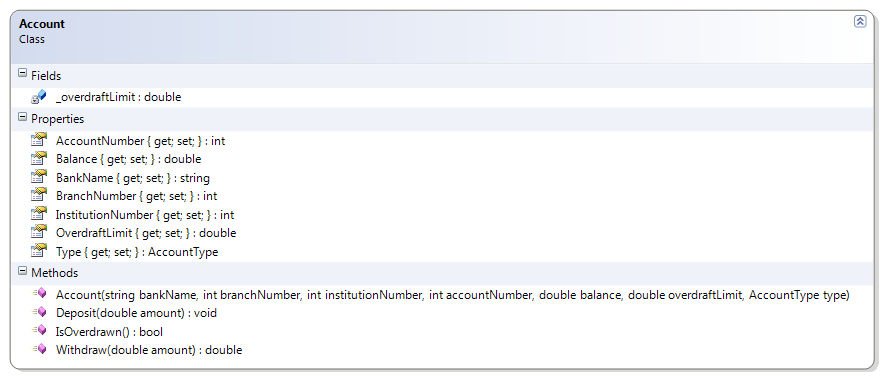 Account
Class
Fields
_overdraftLimit : double
Properties
AccountNumber { get; set; } : int
Balance { get; set; } : double
BankName { get; set; } : string
BranchNumber { get; set; } : int
InstitutionNumber { get; set; } : int
OverdraftLimit { get; set; } : double
Type { get; set; } : AccountType
Methods
Account(string bankName, int branchNumber, int institutionNumber, int accountNumber, double balance, double overdraftLimit, AccountType type)
Deposit(double amount) : void
IsOverdrawn() : bool
Withdraw(double amount) : double